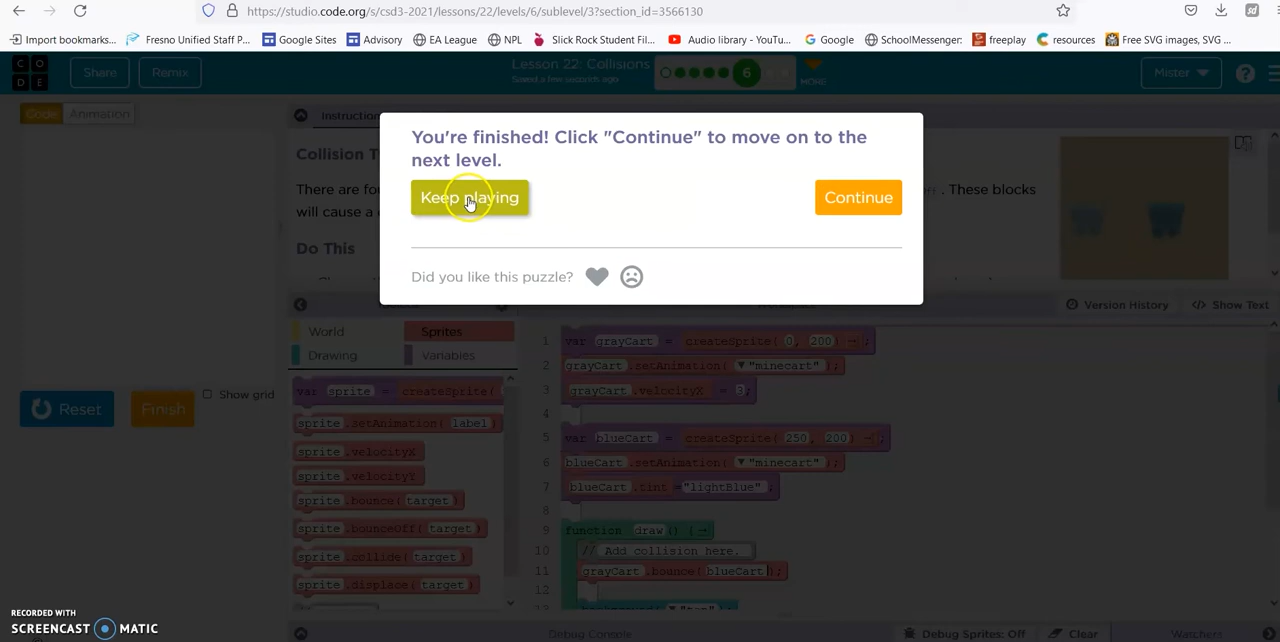 https://studio.code.org/s/csd3-2021/lessons/22/levels/6/sublevel/3?section_id=3566130
Import bookmarks... Fresno Unified Staff P... Google Sites Advisory EA League NPL Slick Rock Student Fil... Audio library - YouTu... Google SchoolMessenger: freeplay resources Free SVG images, SVG ...
C O D E Share Remix Lesson 22: Collisions Saved a few seconds ago 6 MORE Mister ?
Code Animation
Instruction
You're finished! Click "Continue" to move on to the
next level.
Keep playing Continue
Did you like this puzzle?
Collision T
There are fo
. These blocks
will cause a
Do This
Version History Show Text
World Sprites
Drawing Variables
var sprite = createSprite(
sprite .setAnimation( label )
sprite .velocityX
sprite .velocityY
sprite .bounce( target )
sprite .bounceOff( target )
sprite .collide( target )
sprite .displace( target )
Reset Finish Show grid
1 var grayCart = createSprite( 0, 200) ;
2 grayCart .setAnimation( "minecart");
3 grayCart .velocityX = 3;
4
5 var blueCart = createSprite( 250, 200) ;
6 blueCart .setAnimation( "minecart");
7 blueCart .tint ="lightBlue";
8
9 function draw() {
10 // Add collision here.
11 grayCart .bounce( blueCart);
12
13
RECORDED WITH
SCREENCAST MATIC
Debug Console Debug Sprites: Off Clear Watchers